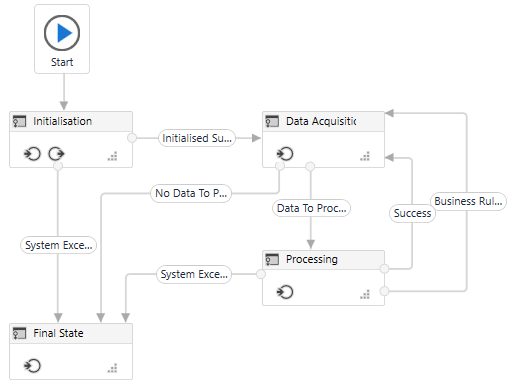 Start
Initialisation
Data Acquisitic
Initialised Su...
No Data To P...
Data To Proc...
Business Rul...
Success
System Exce...
Processing
System Exce...
Final State